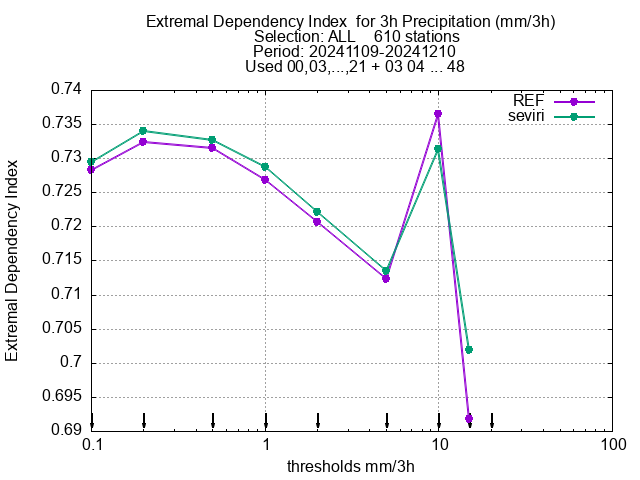 Extremal Dependency Index  for 3h Precipitation (mm/3h)
Selection: ALL    610 stations
Period: 20241109-20241210
Used 00,03,...,21 + 03 04 ... 48
REF
seviri
0.74
0.735
0.73
0.725
0.72
0.715
0.71
0.705
0.7
0.695
0.69
Extremal Dependency Index
0.1 1 10 100
thresholds mm/3h